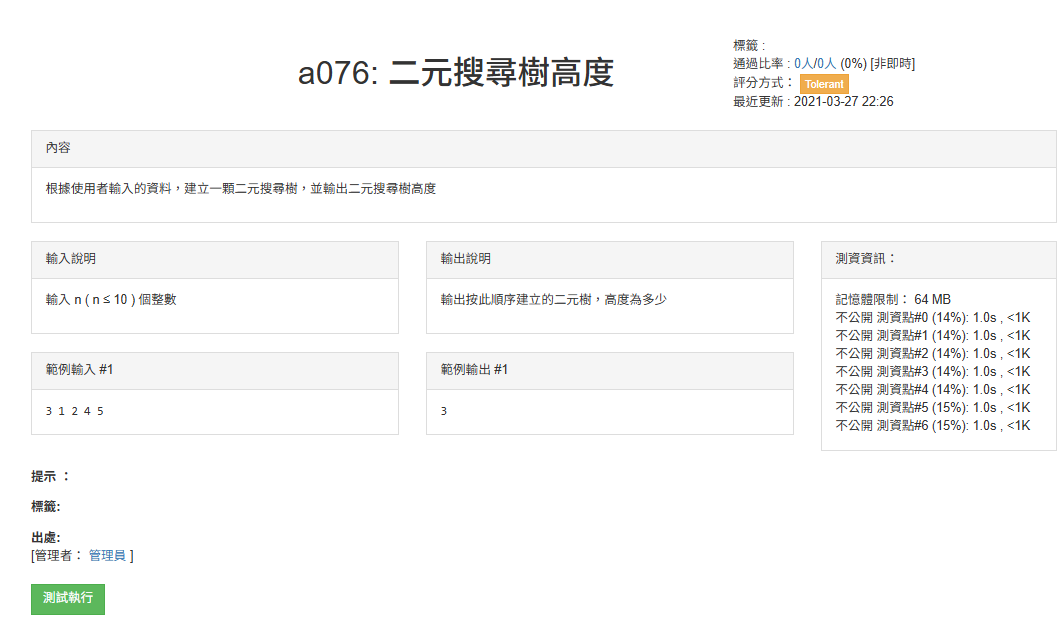 a076: 二元搜尋樹高度
標籤 :
通過比率 : 0人/0人 (0%) [非即時]
評分方式： Tolerant
最近更新 : 2021-03-27 22:26
內容
根據使用者輸入的資料，建立一顆二元搜尋樹，並輸出二元搜尋樹高度
輸入說明
輸入 n ( n ≤ 10 ) 個整數
輸出說明
輸出按此順序建立的二元樹，高度為多少
測資資訊：
記憶體限制： 64 MB
不公開 測資點#0 (14%): 1.0s , <1K
不公開 測資點#1 (14%): 1.0s , <1K
不公開 測資點#2 (14%): 1.0s , <1K
不公開 測資點#3 (14%): 1.0s , <1K
不公開 測資點#4 (14%): 1.0s , <1K
不公開 測資點#5 (15%): 1.0s , <1K
不公開 測資點#6 (15%): 1.0s , <1K
範例輸入 #1
3 1 2 4 5
範例輸出 #1
3
提示 ：
標籤:
出處:
[管理者： 管理員 ]
測試執行